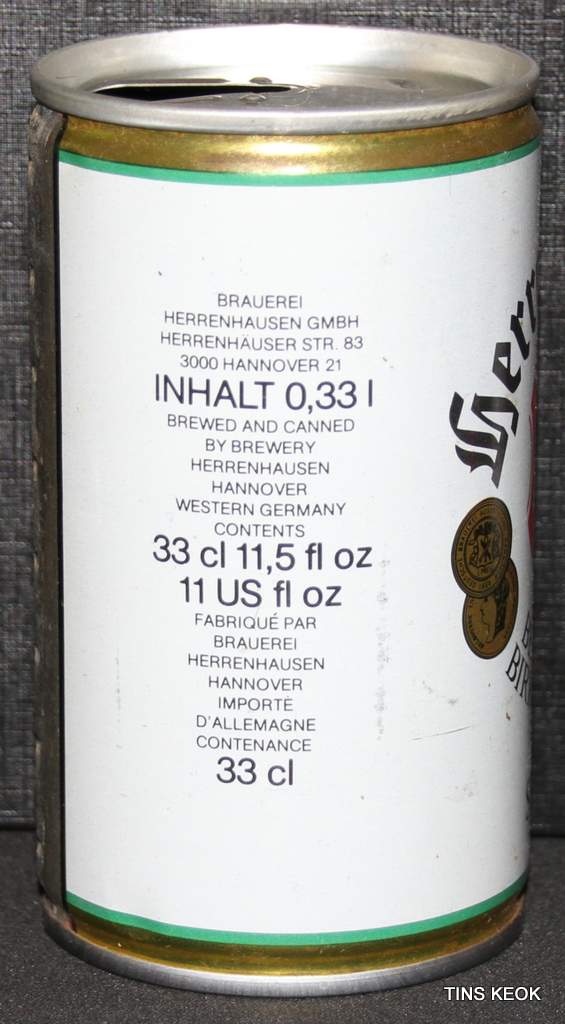 BRAUEREI
HERRENHAUSEN GMBH
HERRENHÄUSER STR. 83
3000 HANNOVER 21
INHALT 0,33 l
BREWED AND CANNED
BY BREWERY
HERRENHAUSEN
HANNOVER
WESTERN GERMANY
CONTENTS
33 cl 11,5 fl oz
11 US fl oz
FABRIQUÉ PAR
BRAUEREI
HERRENHAUSEN
HANNOVER
IMPORTÉ
D'ALLEMAGNE
CONTENANCE
33 cl
Herr
TINS KEOK